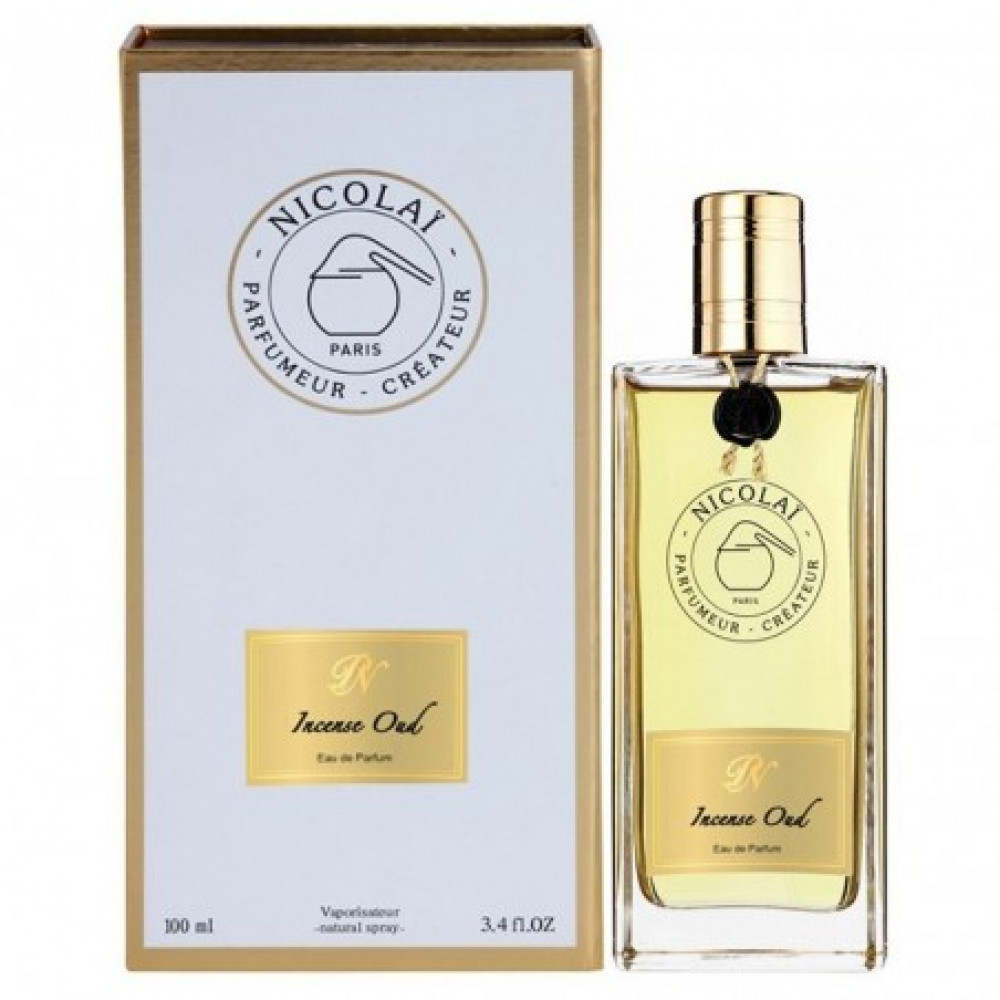 - NICOLAÏ -
PARFUMEUR - CRÉATEUR
PARIS
PN
Incense Oud
Eau de Parfum
Vaporisateur
-natural spray-
100 ml
3.4 fl.OZ
- NICOLAÏ -
PARFUMEUR - CRÉATEUR
PARIS
PN
Incense Oud
Eau de Parfum